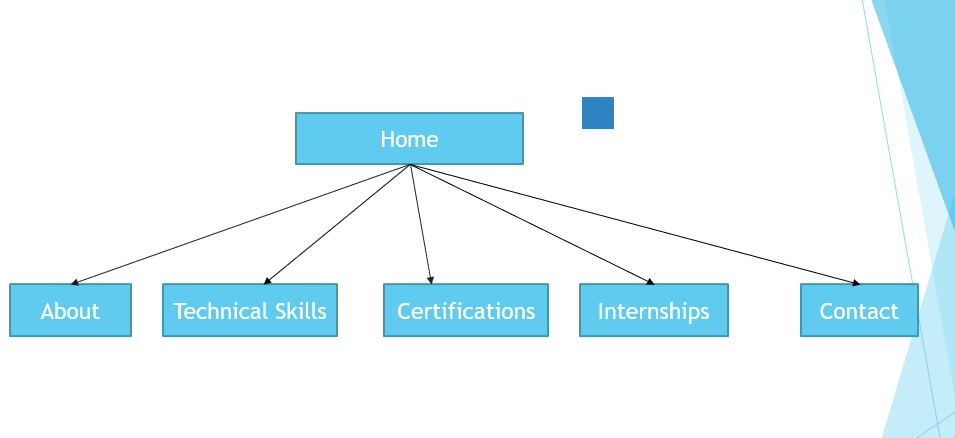 Home
About
Technical Skills
Certifications
Internships
Contact